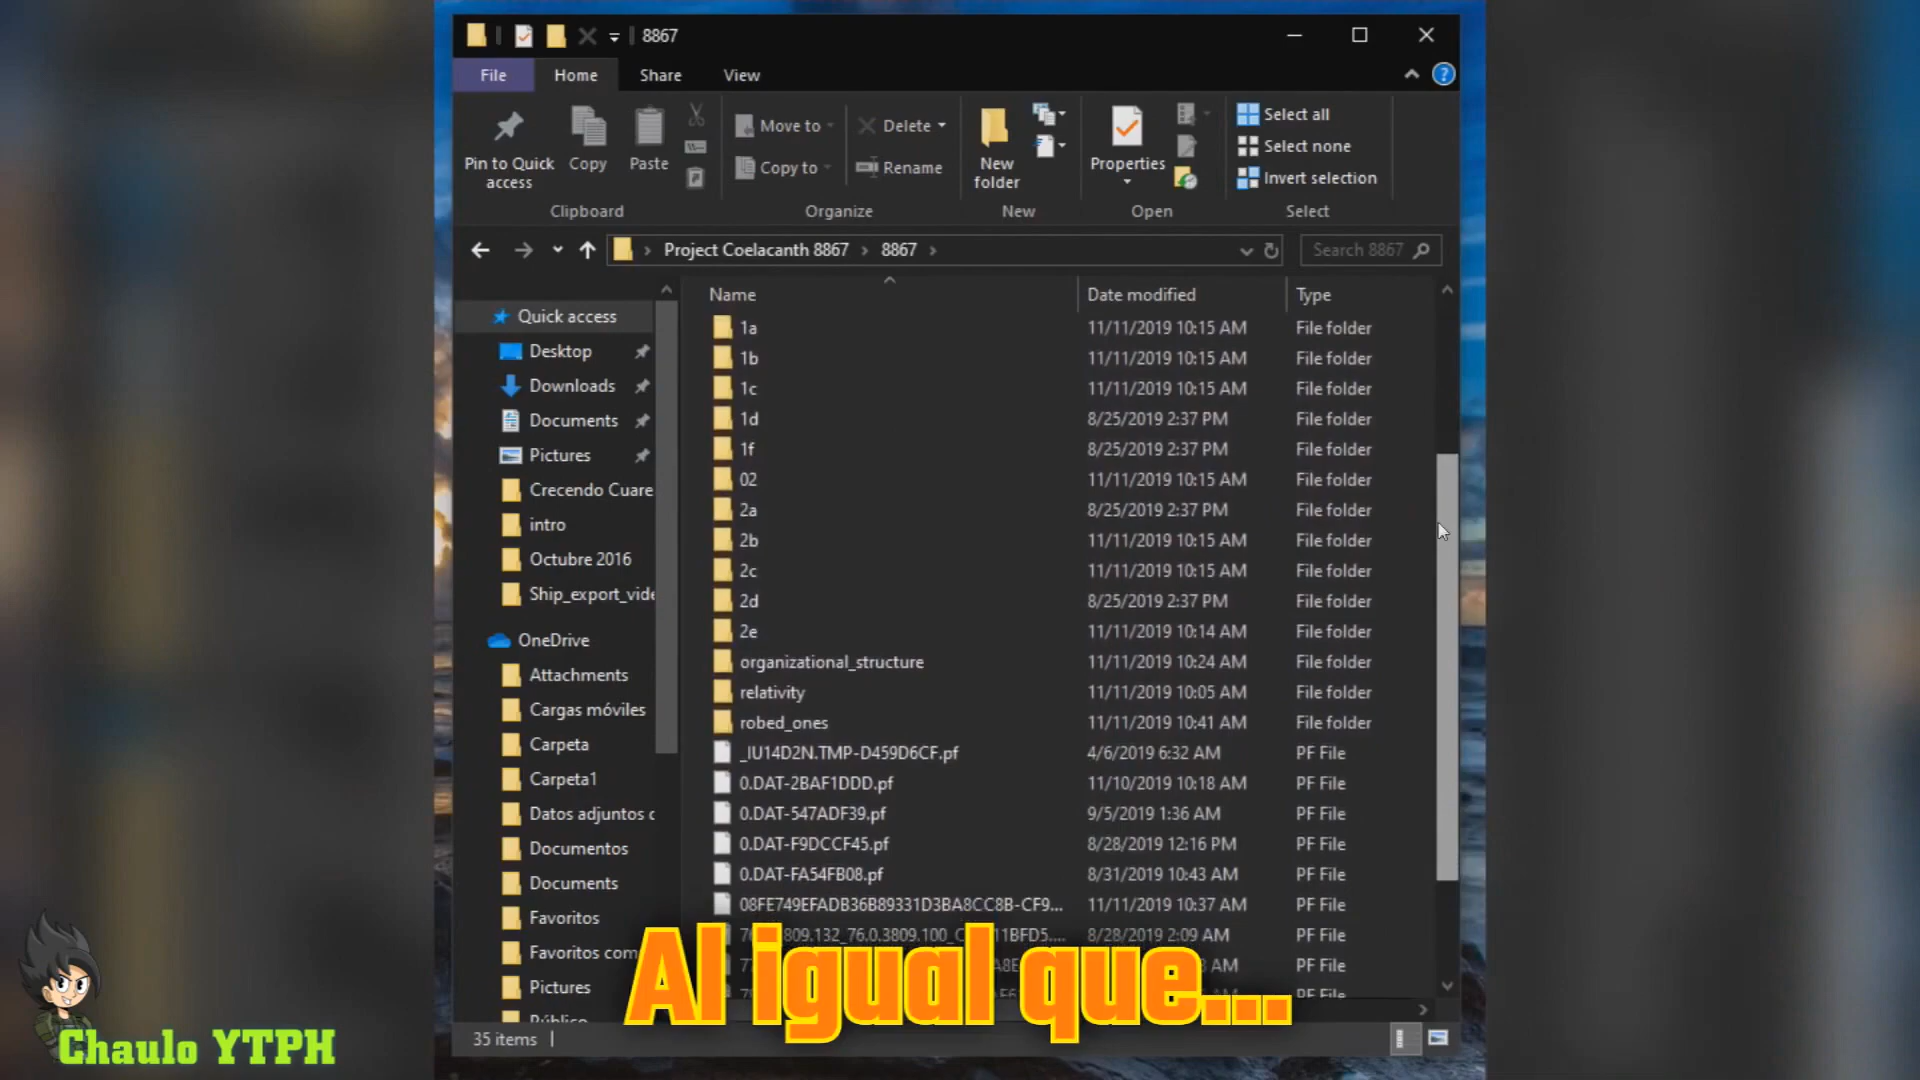 8867
File Home Share View
Pin to Quick access
Copy
Paste
Move to
Copy to
Delete
Rename
New folder
Properties
Select all
Select none
Invert selection
Clipboard Organize New Open Select
Project Coelacanth 8867 8867
Search 8867
Quick access
Desktop
Downloads
Documents
Pictures
Crecendo Cuare
intro
Octubre 2016
Ship_export_vide
OneDrive
Attachments
Cargas móviles
Carpeta
Carpeta1
Datos adjuntos c
Documentos
Documents
Favoritos
Favoritos com
Pictures
Público
Name Date modified Type
1a 11/11/2019 10:15 AM File folder
1b 11/11/2019 10:15 AM File folder
1c 11/11/2019 10:15 AM File folder
1d 8/25/2019 2:37 PM File folder
1f 8/25/2019 2:37 PM File folder
02 11/11/2019 10:15 AM File folder
2a 8/25/2019 2:37 PM File folder
2b 11/11/2019 10:15 AM File folder
2c 11/11/2019 10:15 AM File folder
2d 8/25/2019 2:37 PM File folder
2e 11/11/2019 10:14 AM File folder
organizational_structure 11/11/2019 10:24 AM File folder
relativity 11/11/2019 10:05 AM File folder
robed_ones 11/11/2019 10:41 AM File folder
_IU14D2N.TMP-D459D6CF.pf 4/6/2019 6:32 AM PF File
0.DAT-2BAF1DDD.pf 11/10/2019 10:18 AM PF File
0.DAT-547ADF39.pf 9/5/2019 1:36 AM PF File
0.DAT-F9DCCF45.pf 8/28/2019 12:16 PM PF File
0.DAT-FA54FB08.pf 8/31/2019 10:43 AM PF File
08FE749EFADB36B89331D3BA8CC8B-CF9... 11/11/2019 10:37 AM PF File
8/28/2019 2:09 AM PF File
AM PF File
PF File
35 items
Al igual que...
Chaulo YTPH